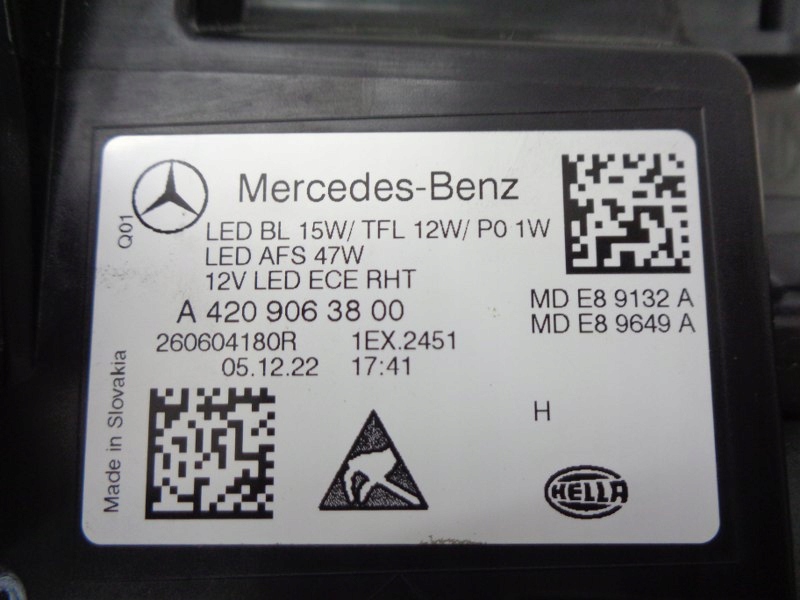 Mercedes-Benz
LED BL 15W/ TFL 12W/ P0 1W
LED AFS 47W
12V LED ECE RHT
A 420 906 38 00
260604180R 1EX.2451
05.12.22 17:41
MD E8 9132 A
MD E8 9649 A
H
HELLA
Q01
Made in Slovakia